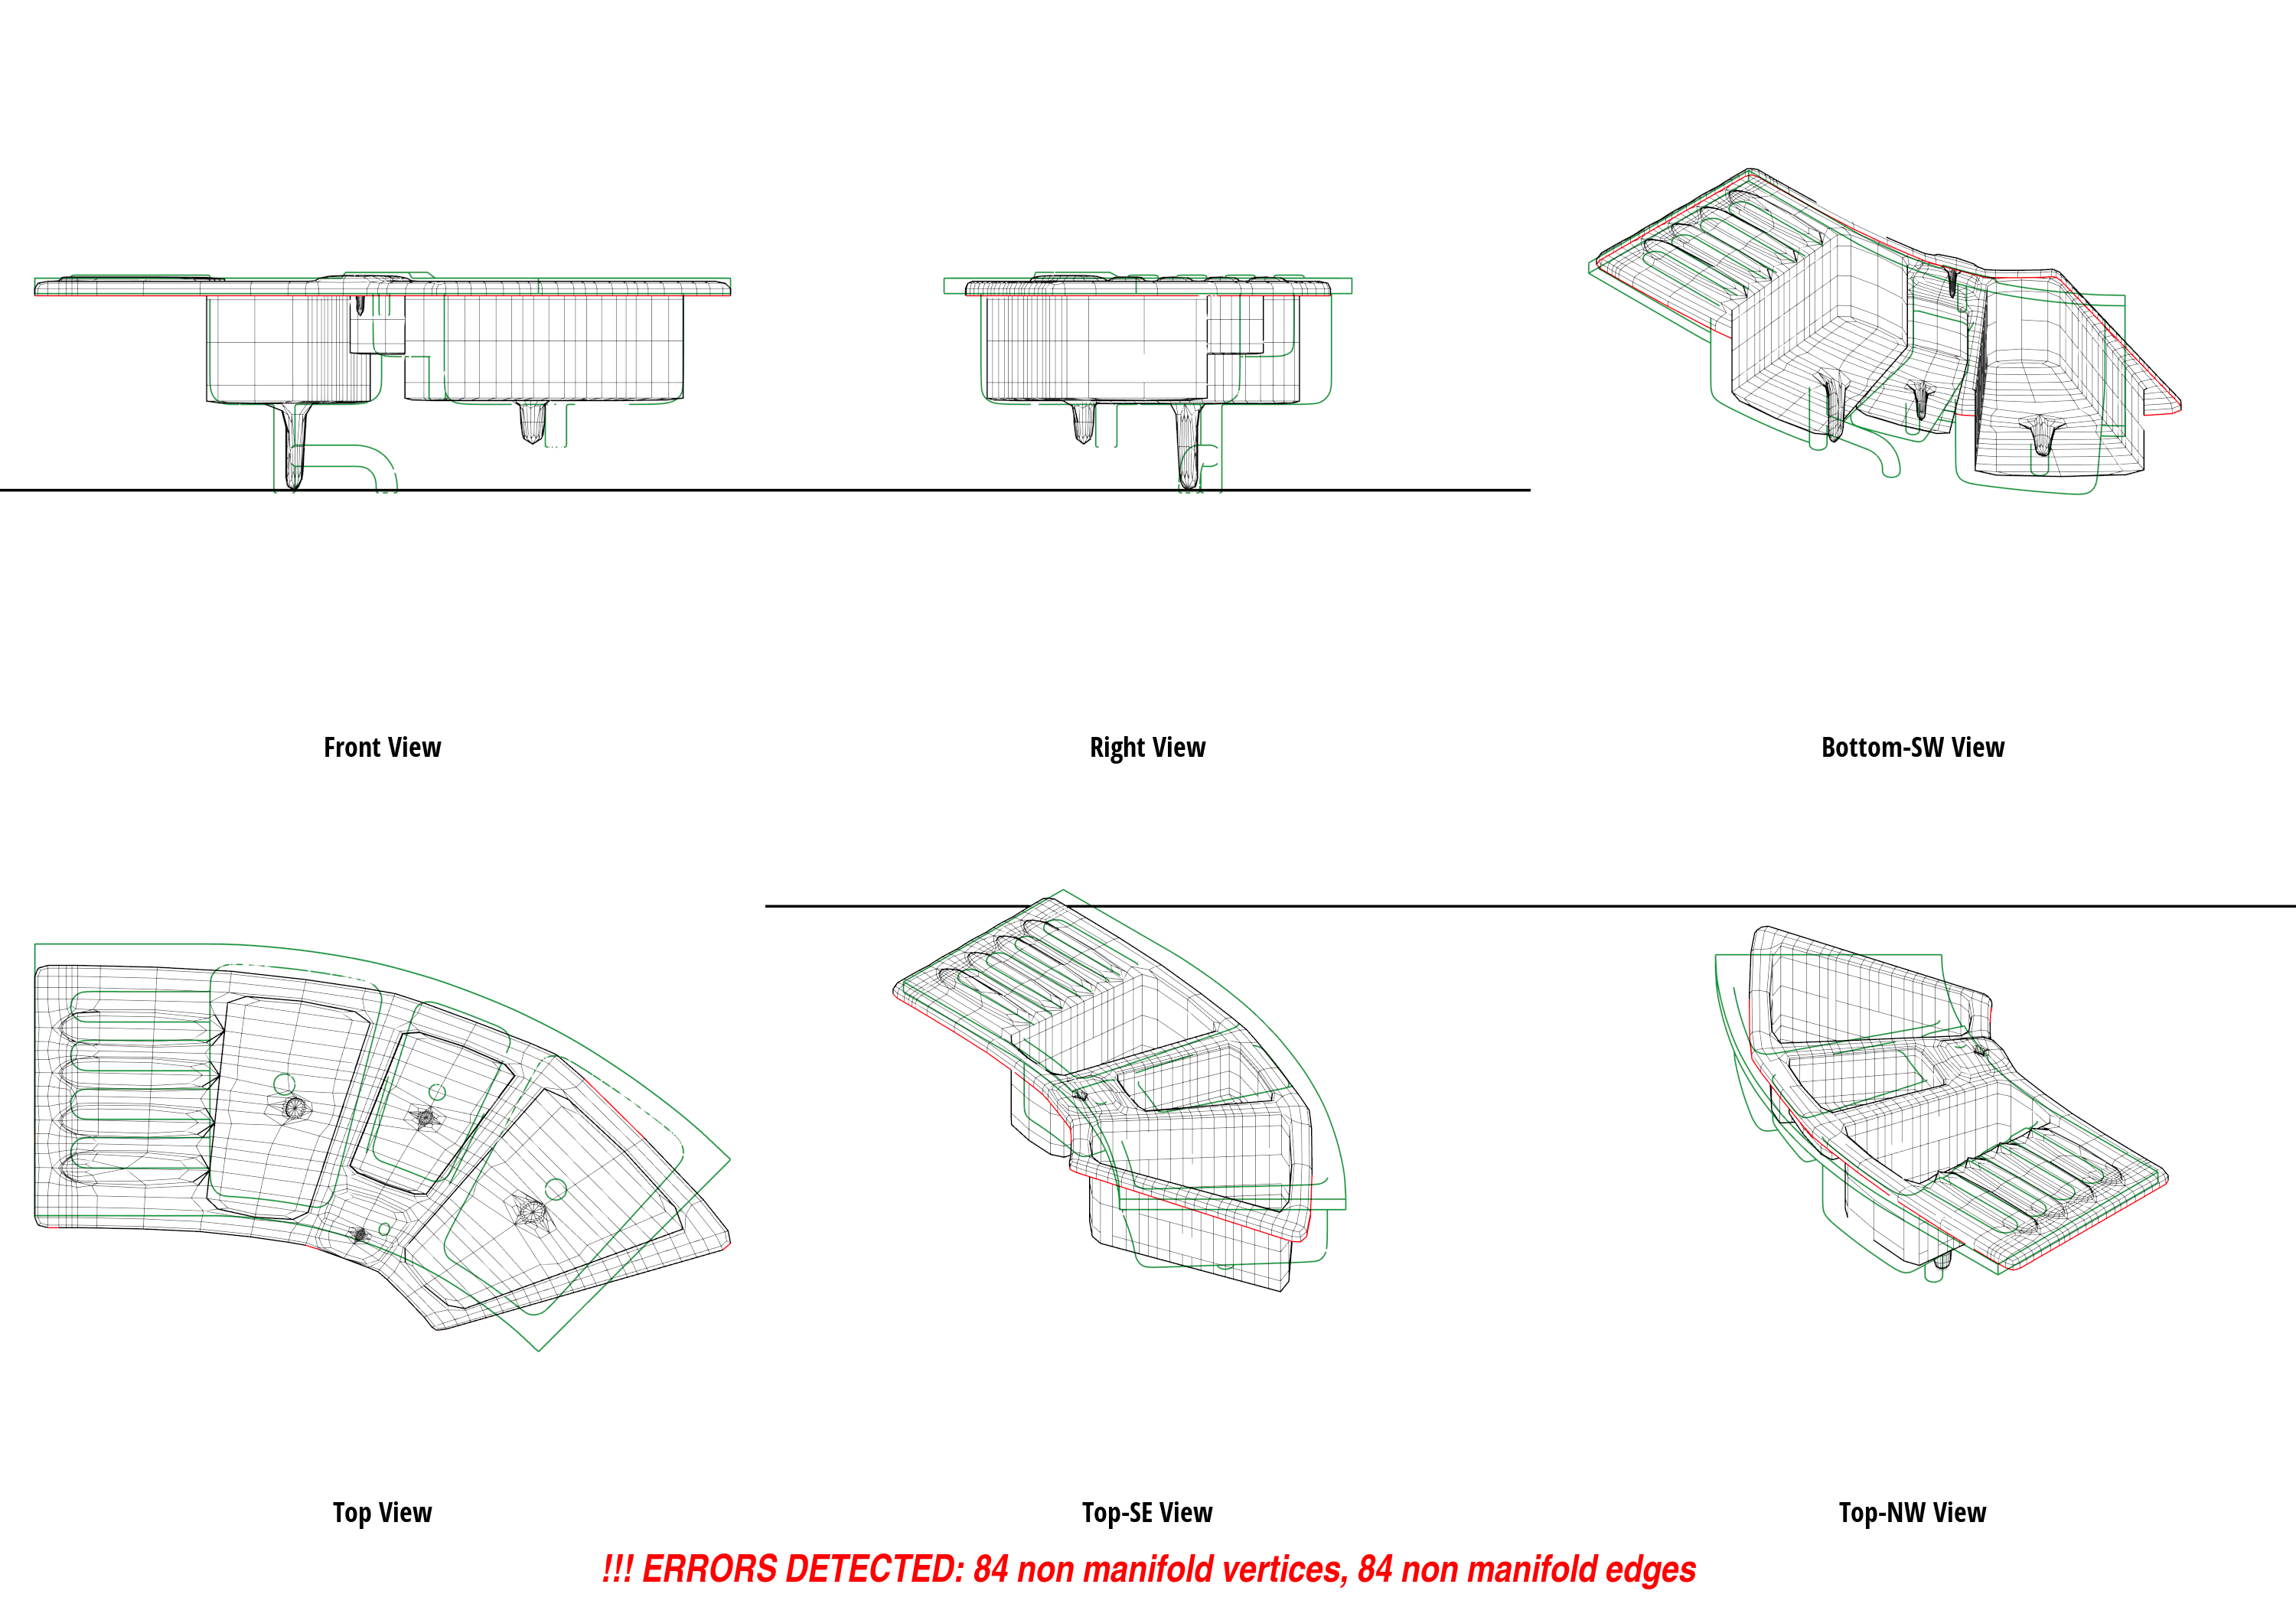 Front View
Right View
Bottom-SW View
Top View
Top-SE View
Top-NW View
!!! ERRORS DETECTED: 84 non manifold vertices, 84 non manifold edges